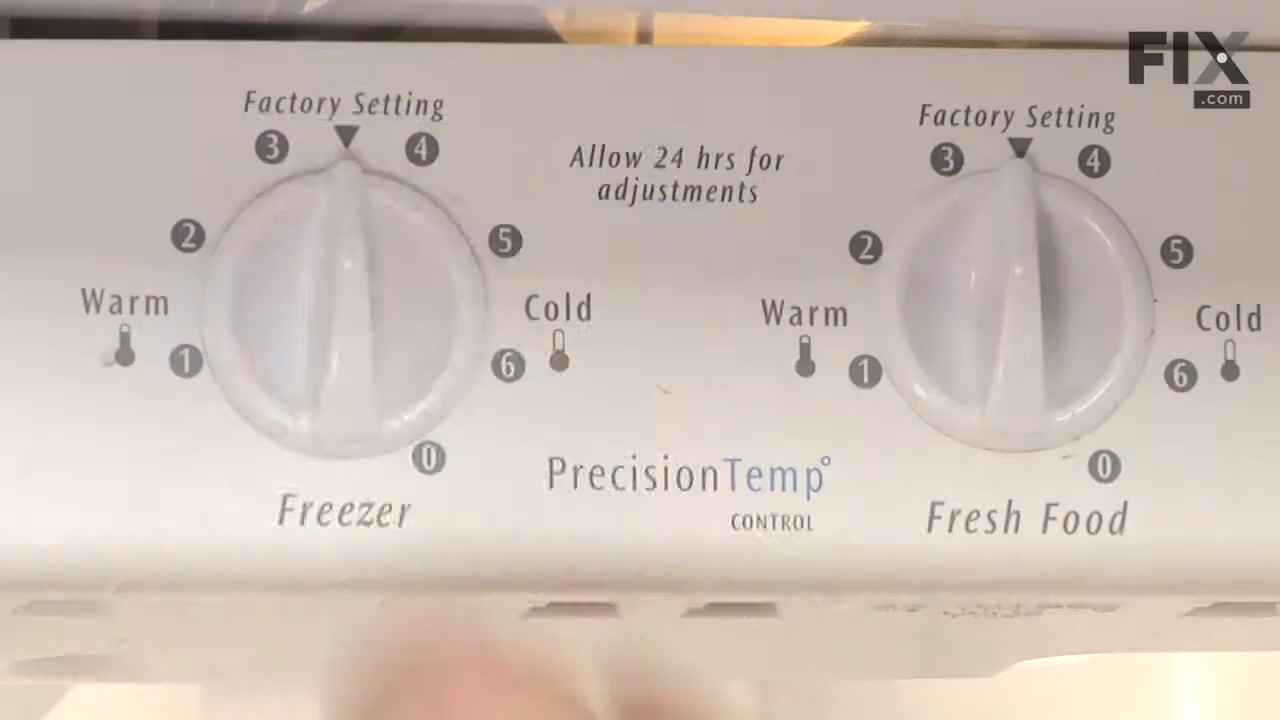 FIX
.com
Factory Setting
3
4
2
5
Warm
Cold
1
6
0
Freezer
Allow 24 hrs for
adjustments
PrecisionTemp°
CONTROL
Factory Setting
3
4
2
5
Warm
Cold
1
6
0
Fresh Food